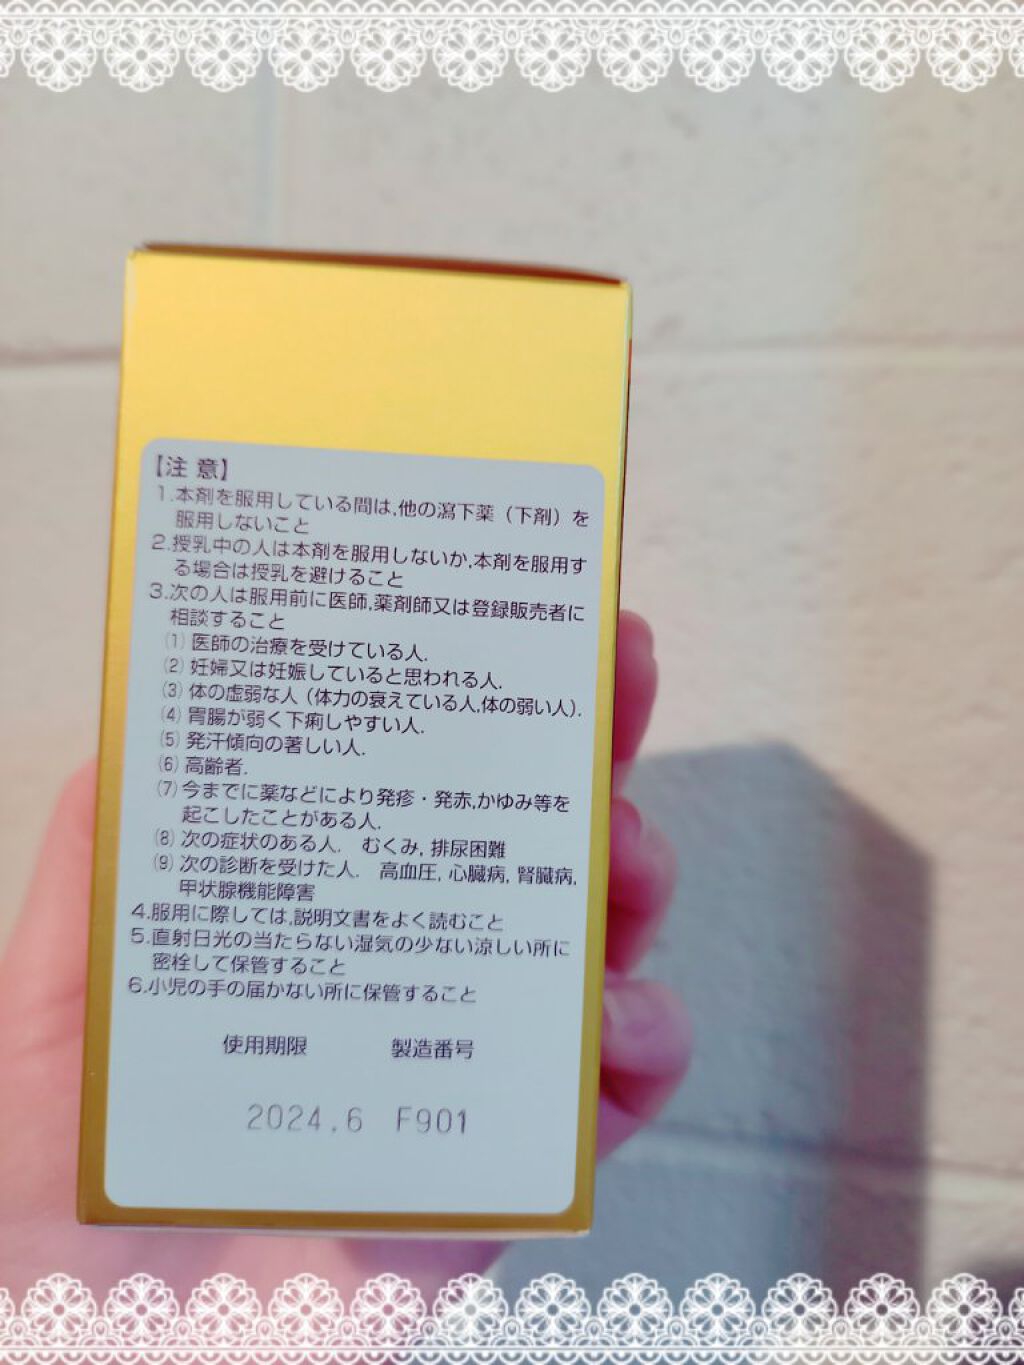 【注 意】
1.本剤を服用している間は,他の瀉下薬（下剤）を
服用しないこと
2.授乳中の人は本剤を服用しないか,本剤を服用す
る場合は授乳を避けること
3.次の人は服用前に医師,薬剤師又は登録販売者に
相談すること
⑴ 医師の治療を受けている人.
⑵ 妊婦又は妊娠していると思われる人.
⑶ 体の虚弱な人（体力の衰えている人,体の弱い人）.
⑷ 胃腸が弱く下痢しやすい人.
⑸ 発汗傾向の著しい人.
⑹ 高齢者.
⑺ 今までに薬などにより発疹・発赤,かゆみ等を
起こしたことがある人.
⑻ 次の症状のある人. むくみ, 排尿困難
⑼ 次の診断を受けた人. 高血圧, 心臓病, 腎臓病,
甲状腺機能障害
4.服用に際しては,説明文書をよく読むこと
5.直射日光の当たらない湿気の少ない涼しい所に
密栓して保管すること
6.小児の手の届かない所に保管すること
使用期限 製造番号
2024.6 F901